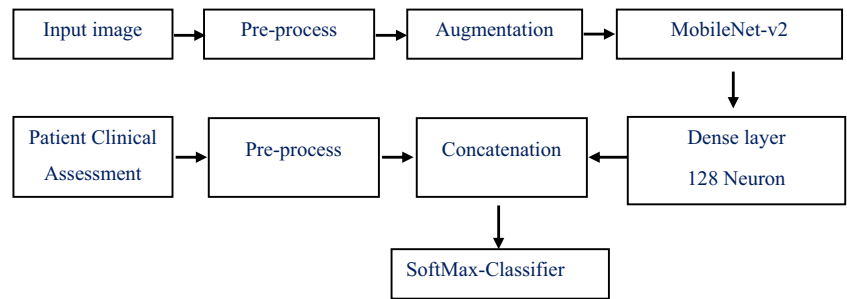 Input image
Pre-process
Augmentation
MobileNet-v2
Patient Clinical
Assessment
Pre-process
Concatenation
Dense layer
128 Neuron
SoftMax-Classifier